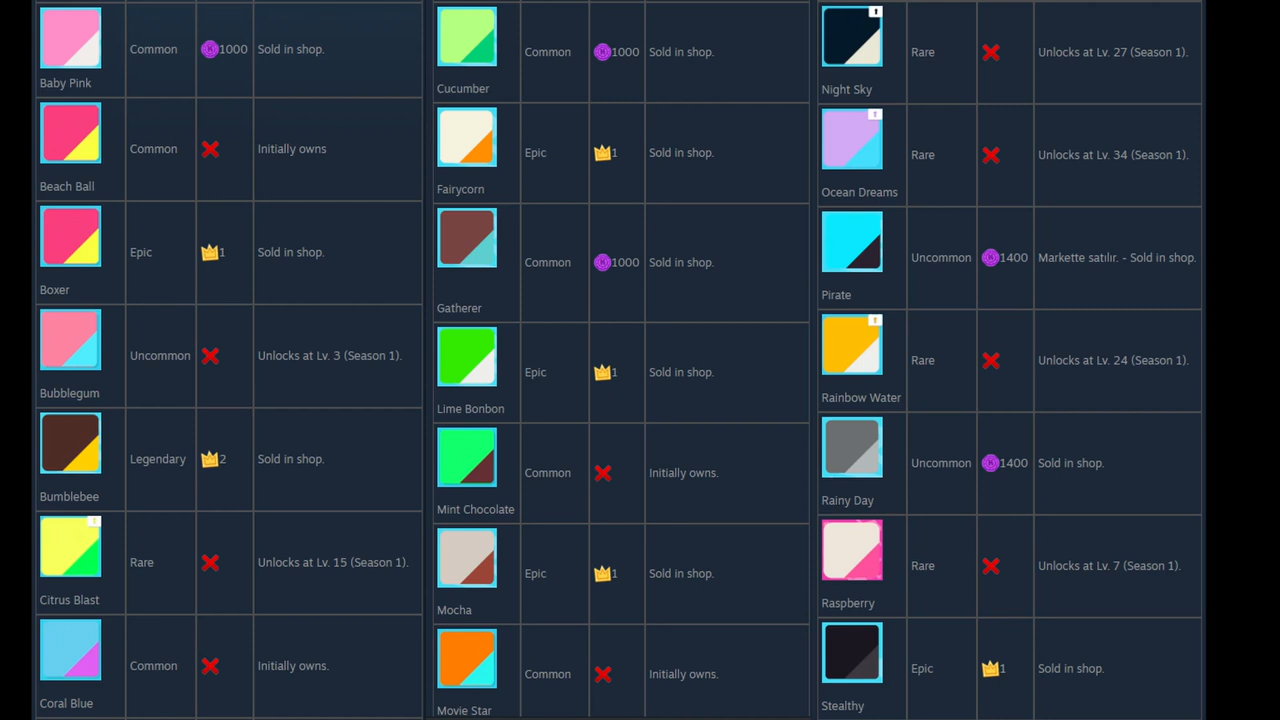 Common 1000 Sold in shop.
Baby Pink
Common Initially owns
Beach Ball
Epic 1 Sold in shop.
Boxer
Uncommon Unlocks at Lv. 3 (Season 1).
Bubblegum
Legendary 2 Sold in shop.
Bumblebee
Rare Unlocks at Lv. 15 (Season 1).
Citrus Blast
Common Initially owns.
Coral Blue
Common 1000 Sold in shop.
Cucumber
Epic 1 Sold in shop.
Fairycorn
Common 1000 Sold in shop.
Gatherer
Epic 1 Sold in shop.
Lime Bonbon
Common Initially owns.
Mint Chocolate
Epic 1 Sold in shop.
Mocha
Common Initially owns.
Movie Star
Rare Unlocks at Lv. 27 (Season 1).
Night Sky
Rare Unlocks at Lv. 34 (Season 1).
Ocean Dreams
Uncommon 1400 Markette satılır. - Sold in shop.
Pirate
Rare Unlocks at Lv. 24 (Season 1).
Rainbow Water
Uncommon 1400 Sold in shop.
Rainy Day
Rare Unlocks at Lv. 7 (Season 1).
Raspberry
Epic 1 Sold in shop.
Stealthy